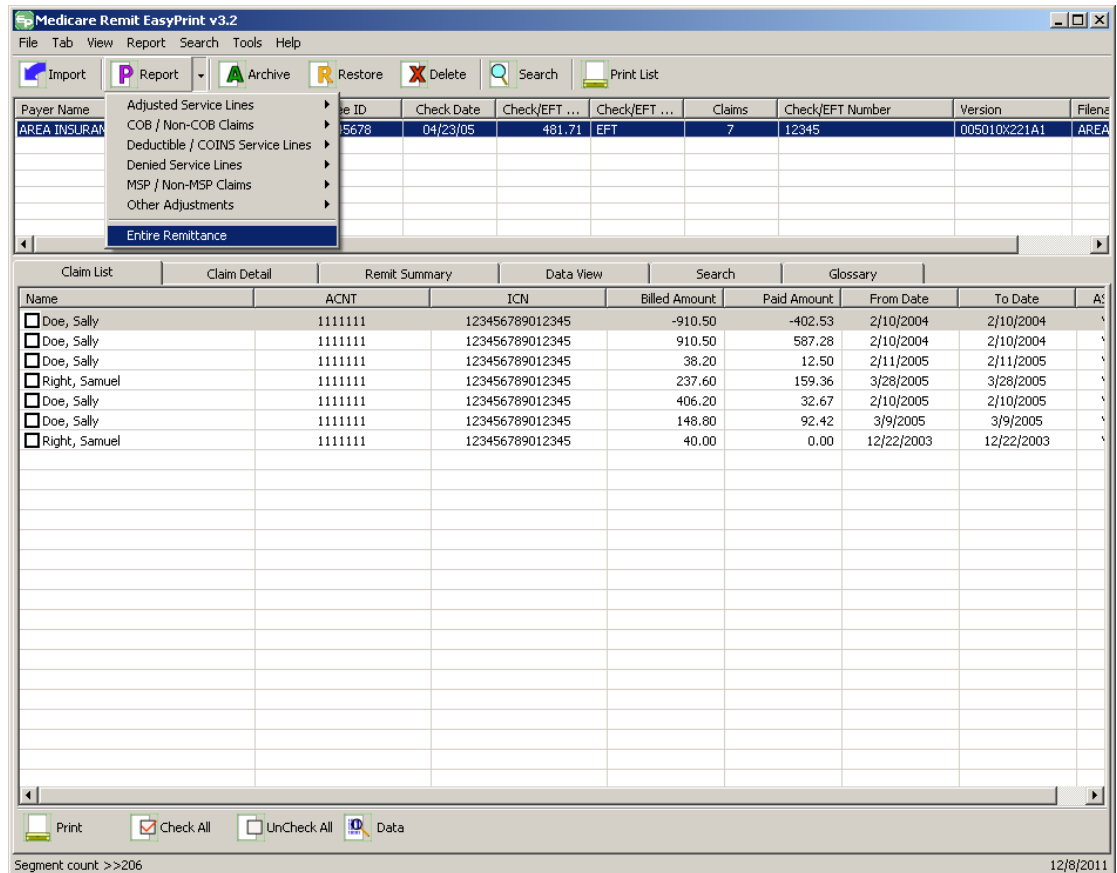 Medicare Remit EasyPrint v3.2
File Tab View Report Search Tools Help
Import Report Archive Restore Delete Search Print List
Payer Name ee ID Check Date Check/EFT ... Check/EFT ... Claims Check/EFT Number Version Filena
AREA INSURAN 5678 04/23/05 481.71 EFT 7 12345 005010X221A1 AREA
Adjusted Service Lines
COB / Non-COB Claims
Deductible / COINS Service Lines
Denied Service Lines
MSP / Non-MSP Claims
Other Adjustments
Entire Remittance
Claim List Claim Detail Remit Summary Data View Search Glossary
Name ACNT ICN Billed Amount Paid Amount From Date To Date AS
Doe, Sally 1111111 123456789012345 -910.50 -402.53 2/10/2004 2/10/2004
Doe, Sally 1111111 123456789012345 910.50 587.28 2/10/2004 2/10/2004
Doe, Sally 1111111 123456789012345 38.20 12.50 2/11/2005 2/11/2005
Right, Samuel 1111111 123456789012345 237.60 159.36 3/28/2005 3/28/2005
Doe, Sally 1111111 123456789012345 406.20 32.67 2/10/2005 2/10/2005
Doe, Sally 1111111 123456789012345 148.80 92.42 3/9/2005 3/9/2005
Right, Samuel 1111111 123456789012345 40.00 0.00 12/22/2003 12/22/2003
Print Check All UnCheck All Data
Segment count >>206 12/8/2011